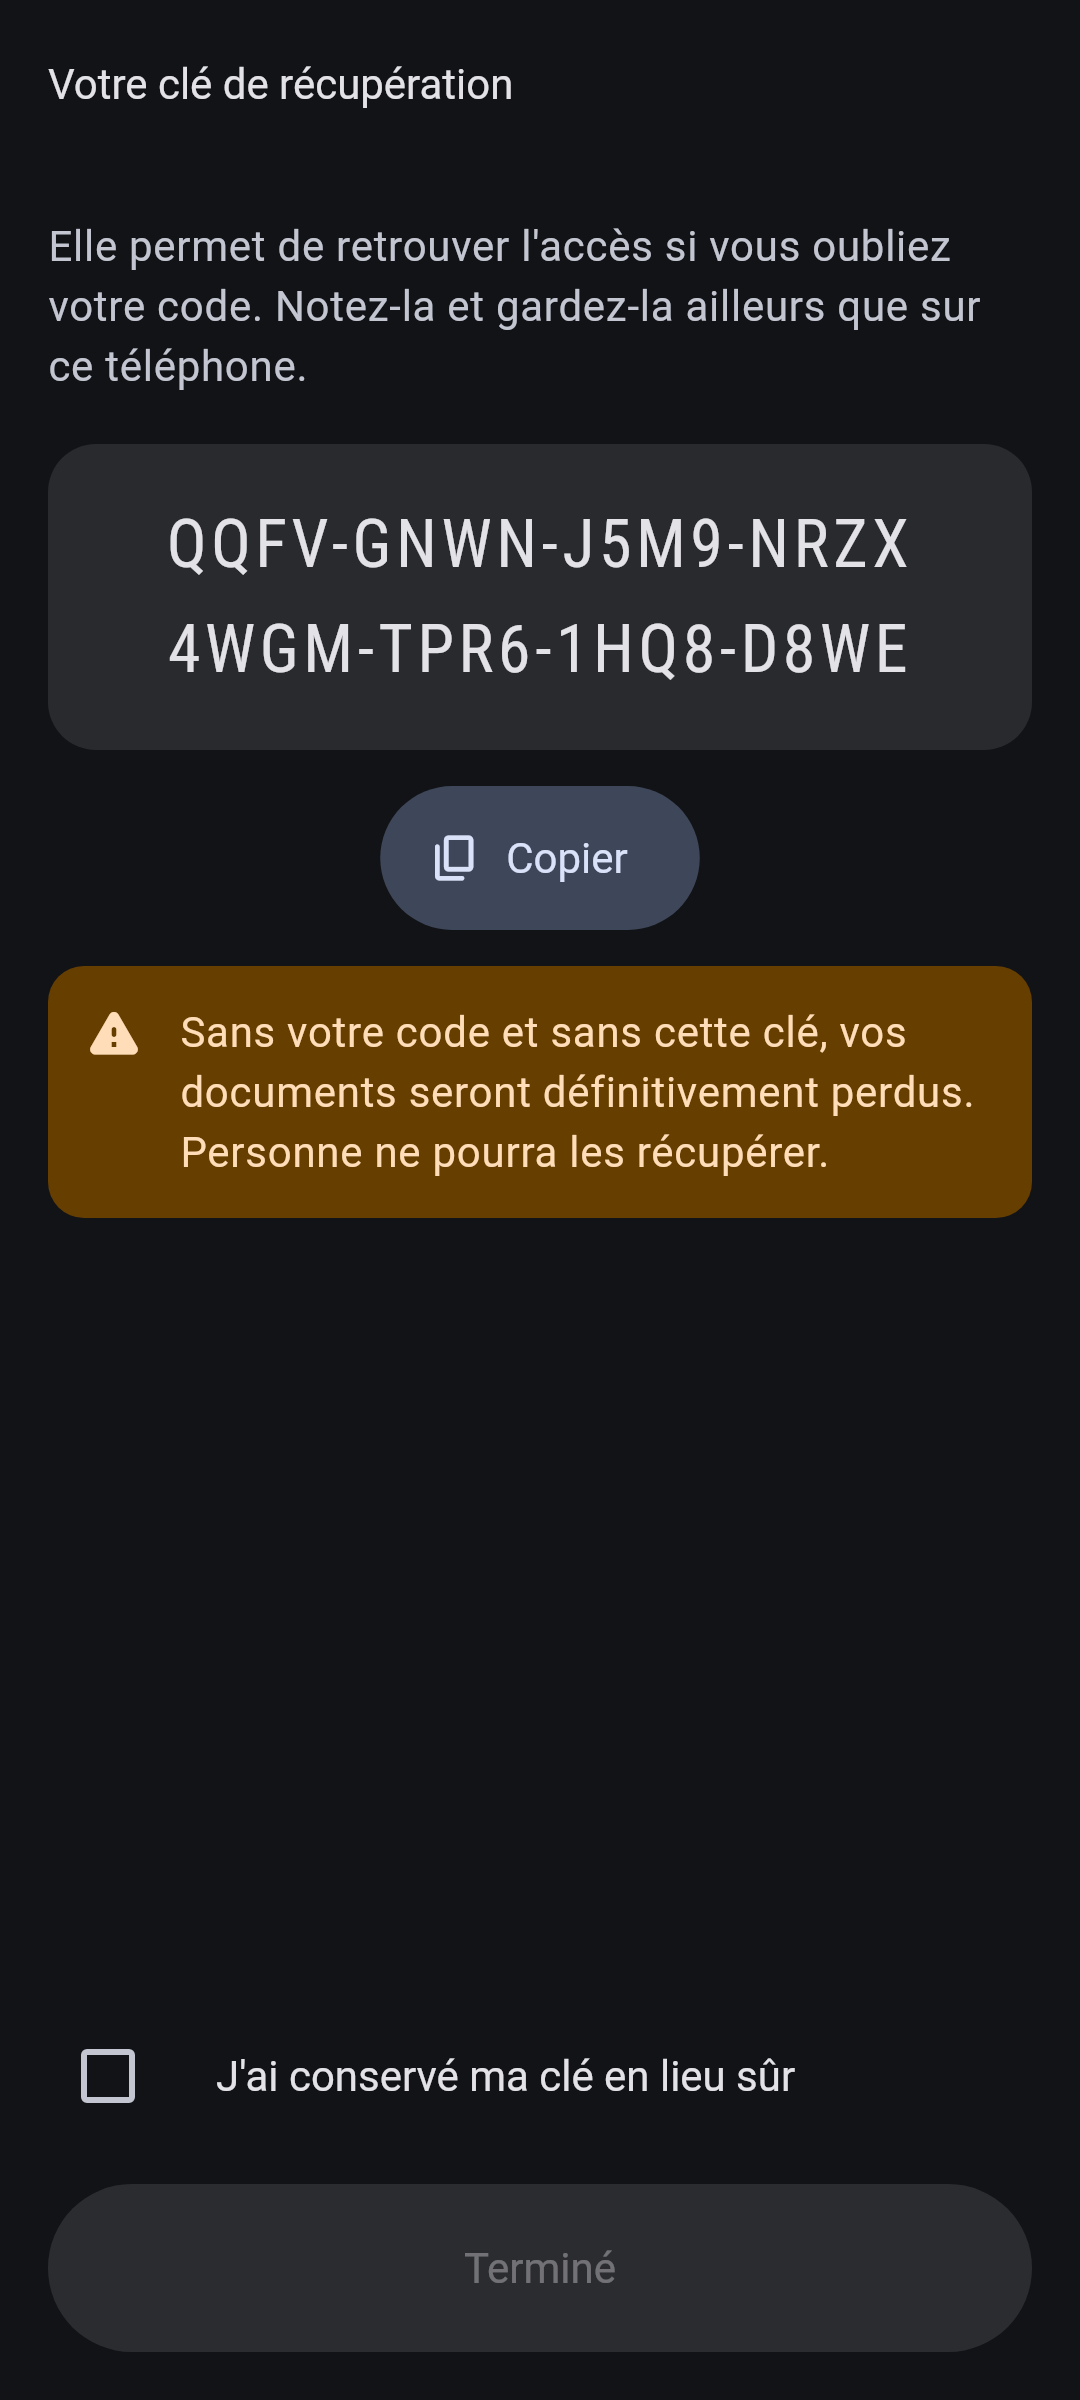 Votre clé de récupération
Elle permet de retrouver l'accès si vous oubliez
votre code. Notez-la et gardez-la ailleurs que sur
ce téléphone.
QQFV-GNWN-J5M9-NRZX
4WGM-TPR6-1HQ8-D8WE
Copier
Sans votre code et sans cette clé, vos
documents seront définitivement perdus.
Personne ne pourra les récupérer.
J'ai conservé ma clé en lieu sûr
Terminé